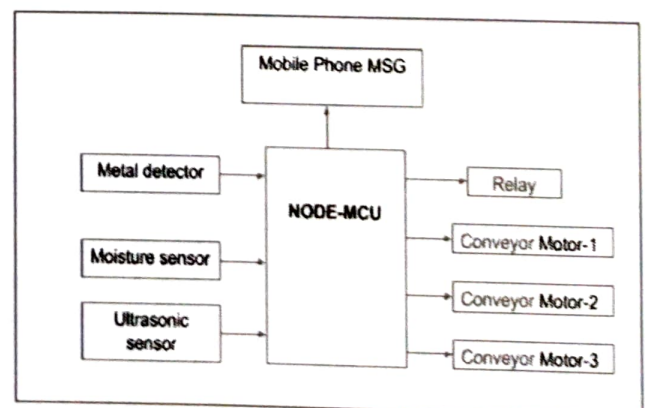 Mobile Phone MSG
Metal detector
NODE-MCU
Relay
Moisture sensor
Conveyor Motor-1
Ultrasonic
sensor
Conveyor Motor-2
Conveyor Motor-3